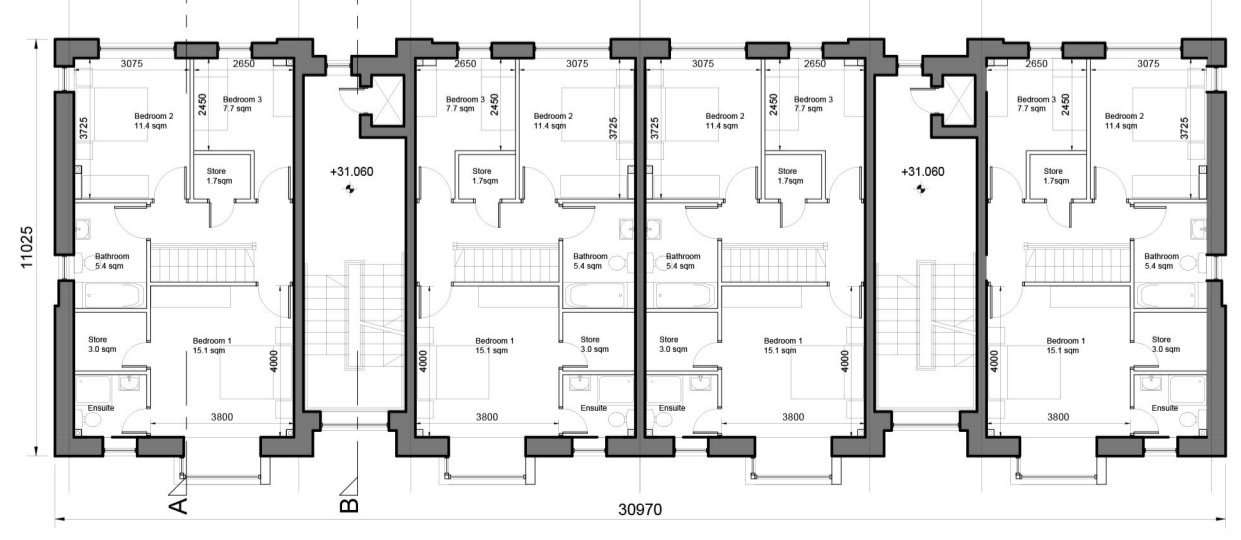 3075 2650 2650 3075 3075 2650 2650 3075
3725 2450 2450 3725 3725 2450 2450 3725
Bedroom 3 Bedroom 3 Bedroom 3 Bedroom 3
7.7 sqm 7.7 sqm 7.7 sqm 7.7 sqm
Bedroom 2 Bedroom 2 Bedroom 2 Bedroom 2
11.4 sqm 11.4 sqm 11.4 sqm 11.4 sqm
Store Store Store Store
1.7sqm 1.7sqm 1.7sqm 1.7sqm
+31.060 +31.060
11025
Bathroom Bathroom Bathroom Bathroom
5.4 sqm 5.4 sqm 5.4 sqm 5.4 sqm
Store Bedroom 1 Bedroom 1 Store Store Bedroom 1 Bedroom 1 Store
3.0 sqm 15.1 sqm 15.1 sqm 3.0 sqm 3.0 sqm 15.1 sqm 15.1 sqm 3.0 sqm
4000 4000 4000 4000
Ensuite Ensuite Ensuite Ensuite
3800 3800 3800 3800
A B
30970